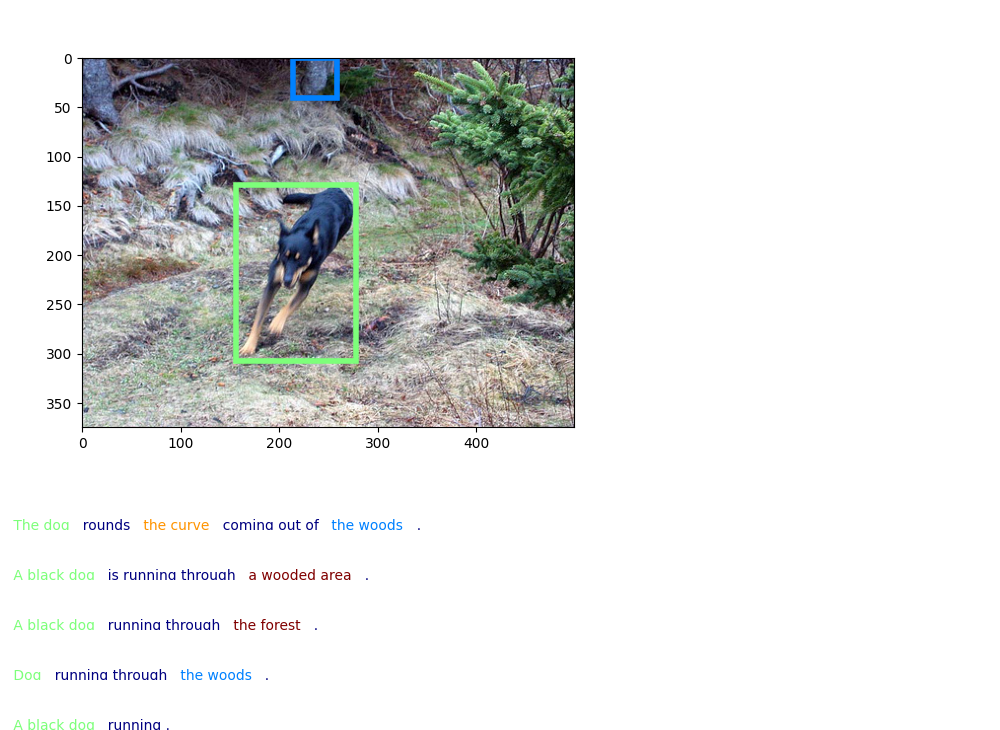 0
50
100
150
200
250
300
350
0 100 200 300 400
The dog rounds the curve coming out of the woods .
A black dog is running through a wooded area .
A black dog running through the forest .
Dog running through the woods .
A black dog running .